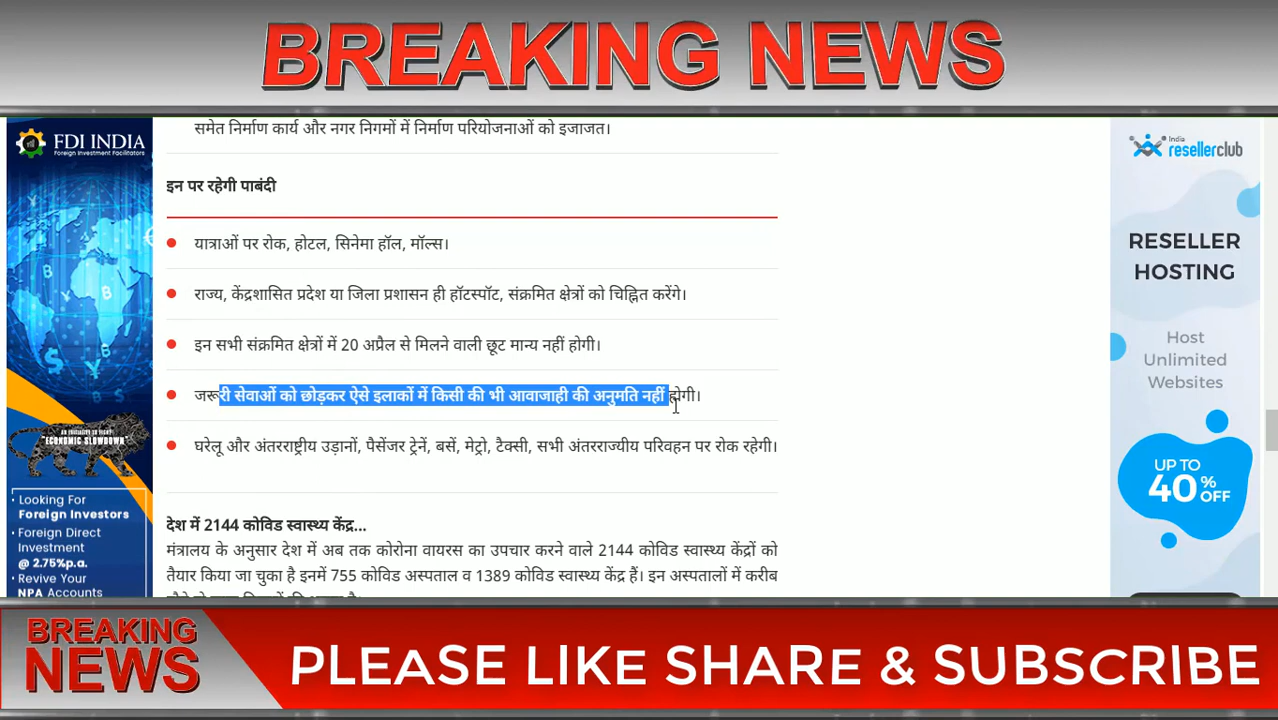 BREAKING NEWS
समेत निर्माण कार्य और नगर निगमों में निर्माण परियोजनाओं को इजाजत।
इन पर रहेगी पाबंदी
यात्राओं पर रोक, होटल, सिनेमा हॉल, मॉल्स।
राज्य, केंद्रशासित प्रदेश या जिला प्रशासन ही हॉटस्पॉट, संक्रमित क्षेत्रों को चिह्नित करेंगे।
इन सभी संक्रमित क्षेत्रों में 20 अप्रैल से मिलने वाली छूट मान्य नहीं होगी।
जरूरी सेवाओं को छोड़कर ऐसे इलाकों में किसी की भी आवाजाही की अनुमति नहीं होगी।
घरेलू और अंतरराष्ट्रीय उड़ानों, पैसेंजर ट्रेनें, बसें, मेट्रो, टैक्सी, सभी अंतरराज्यीय परिवहन पर रोक रहेगी।
देश में 2144 कोविड स्वास्थ्य केंद्र...
मंत्रालय के अनुसार देश में अब तक कोरोना वायरस का उपचार करने वाले 2144 कोविड स्वास्थ्य केंद्रों को
तैयार किया जा चुका है इनमें 755 कोविड अस्पताल व 1389 कोविड स्वास्थ्य केंद्र हैं। इन अस्पतालों में करीब
FDI INDIA
Foreign Investment Facilitators
AN INITIATIVE TO FIGHT
"ECONOMIC SLOWDOWN"
• Looking For
Foreign Investors
• Foreign Direct
Investment
@ 2.75%p.a.
• Revive Your
NPA Accounts
India
resellerclub
RESELLER
HOSTING
Host
Unlimited
Websites
UP TO
40% OFF
BREAKING
NEWS
PLEASE LIKE SHARE & SUBSCRIBE